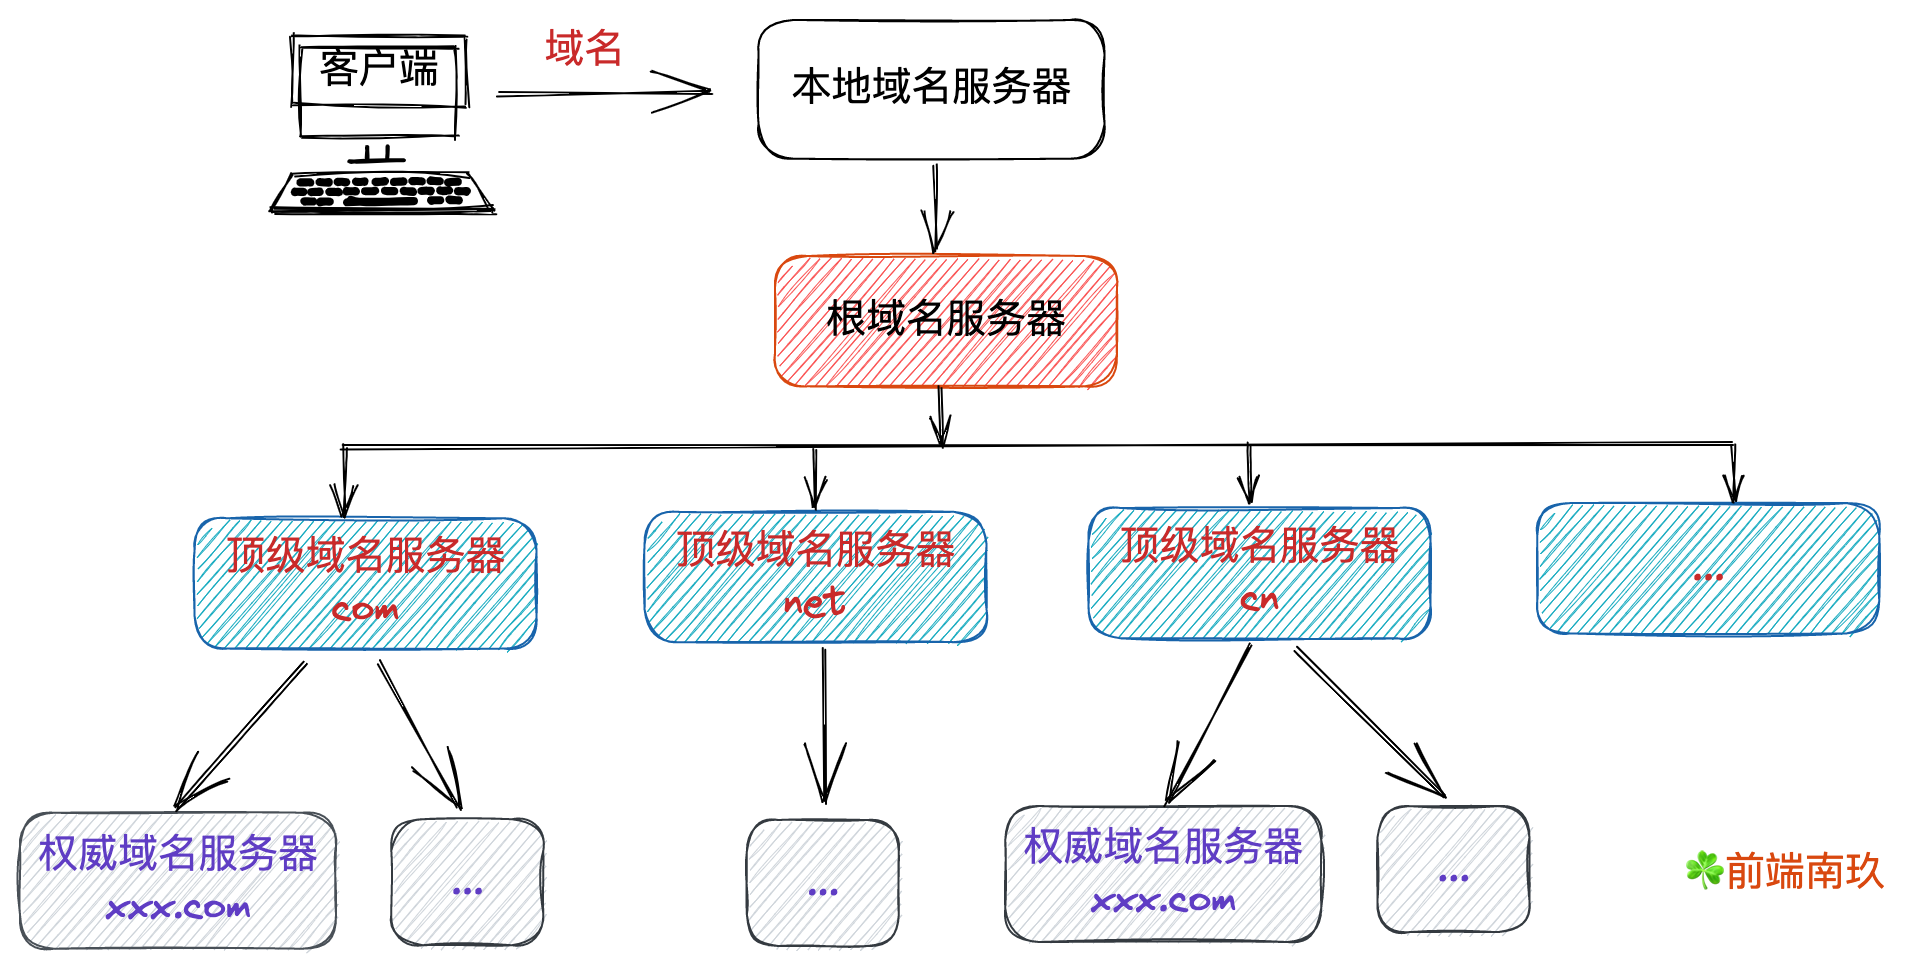 客户端
域名
本地域名服务器
根域名服务器
顶级域名服务器
com
顶级域名服务器
net
顶级域名服务器
cn
...
权威域名服务器
xxx.com
...
...
权威域名服务器
xxx.com
...
前端南玖